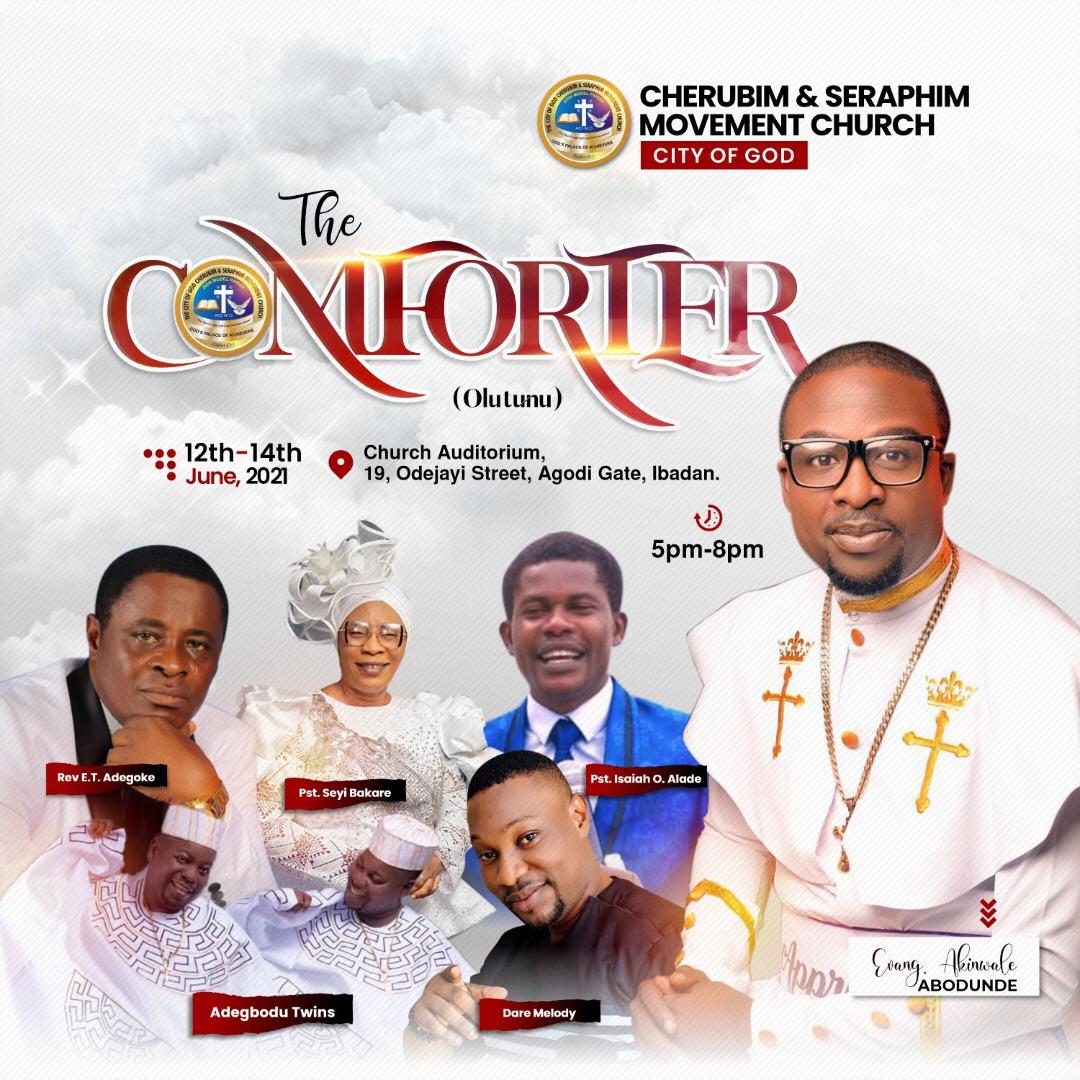 CHERUBIM & SERAPHIM
MOVEMENT CHURCH
CITY OF GOD
The
COMFORTER
(Olutunu)
12th-14th
June, 2021
Church Auditorium,
19, Odejayi Street, Agodi Gate, Ibadan.
5pm-8pm
Rev E.T. Adegoke
Pst. Seyi Bakare
Pst. Isaiah O. Alade
Adegbodu Twins
Dare Melody
Evang. Akinwale
ABODUNDE